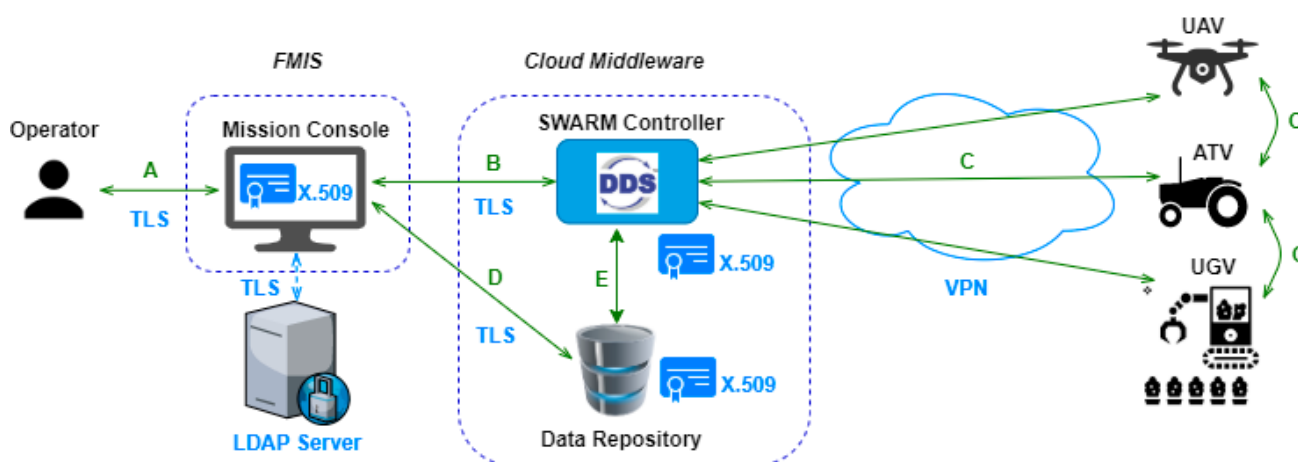 UAV
FMIS
Cloud Middleware
Operator
Mission Console
SWARM Controller
A
B
C
C
ATV
X.509
DDS
TLS
TLS
X.509
D
E
C
UGV
TLS
VPN
TLS
X.509
LDAP Server
Data Repository